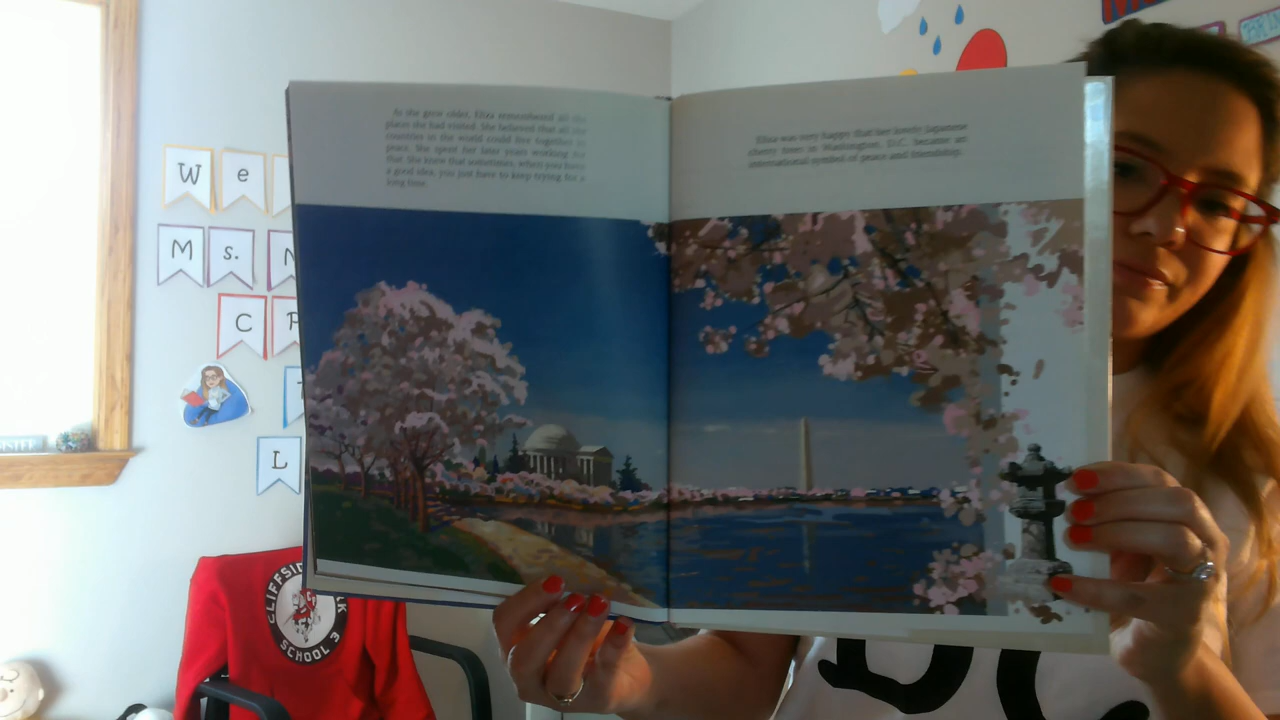 As she grew older, Eliza remembered all the
places she had visited. She believed that all the
countries in the world could live together in
peace. She spent her later years working for
that. She knew that sometimes, when you have
a good idea, you just have to keep trying for a
long time.
Eliza was very happy that her lovely Japanese
cherry trees in Washington, D.C. became an
international symbol of peace and friendship.
We
Ms. N
C
L
CLIFFSID
SCHOOL
DC